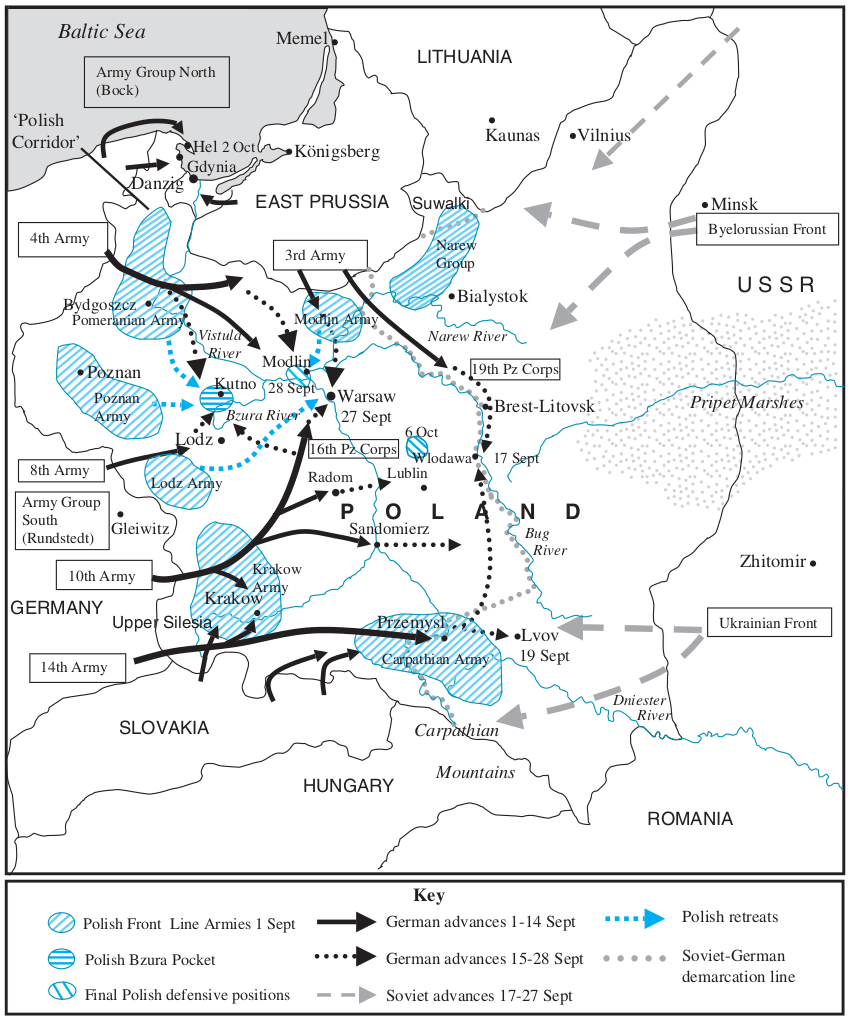 Baltic Sea
Memel
LITHUANIA
Army Group North
(Bock)
'Polish
Corridor'
Hel 2 Oct
Gdynia
Danzig
Königsberg
Kaunas
Vilnius
EAST PRUSSIA
Suwalki
Minsk
Byelorussian Front
4th Army
3rd Army
Narew
Group
USSR
Bydgoszcz
Pomeranian Army
Modlin Army
Bialystok
Vistula
River
Narew River
Modlin
19th Pz Corps
Poznan
Kutno
28 Sept
Warsaw
27 Sept
Poznan
Army
Bzura River
Brest-Litovsk
Pripet Marshes
Lodz
6 Oct
16th Pz Corps
Wlodawa
17 Sept
8th Army
Lodz Army
Radom
Lublin
Army Group
South
(Rundstedt)
Gleiwitz
POLAND
Sandomierz
Bug
River
Zhitomir
10th Army
Krakow
Army
Krakow
GERMANY
Upper Silesia
Przemysl
Lvov
19 Sept
Ukrainian Front
14th Army
Carpathian Army
Dniester
River
SLOVAKIA
Carpathian
Mountains
HUNGARY
ROMANIA
Key
Polish Front Line Armies 1 Sept
German advances 1-14 Sept
Polish retreats
Polish Bzura Pocket
German advances 15-28 Sept
Soviet-German
demarcation line
Final Polish defensive positions
Soviet advances 17-27 Sept